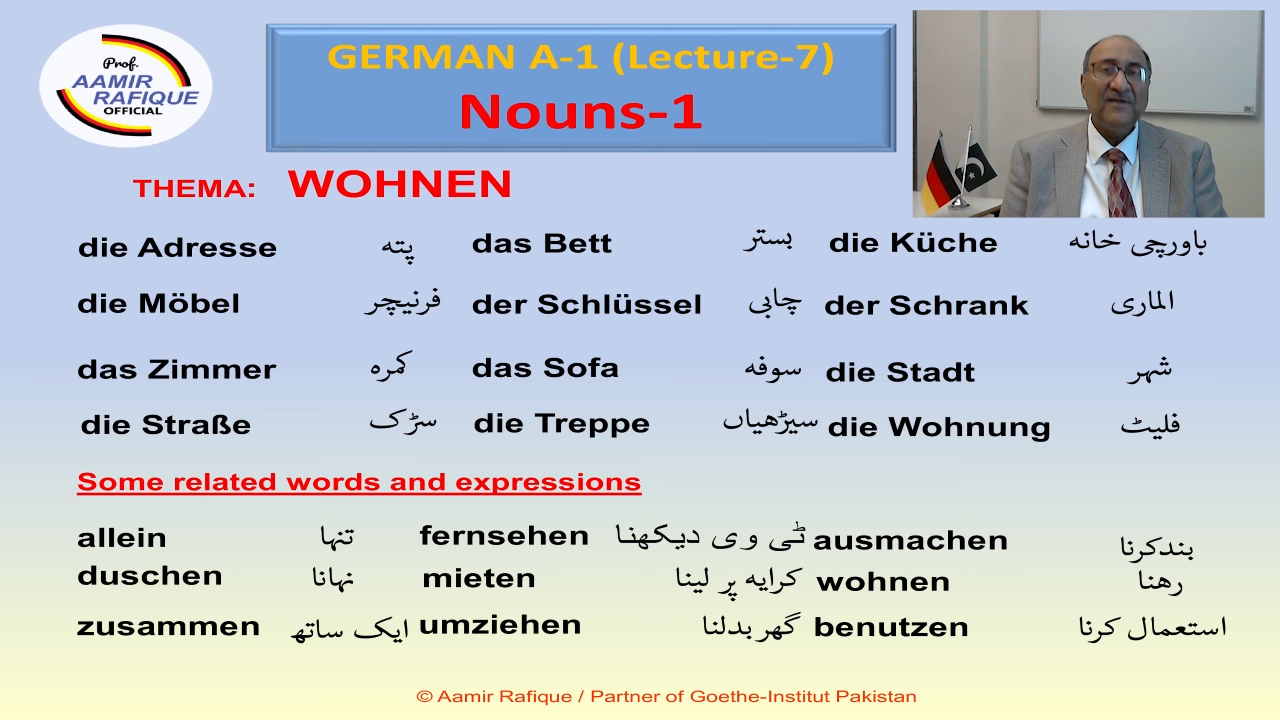 Prof.
AAMIR
RAFIQUE
OFFICIAL
GERMAN A-1 (Lecture-7)
Nouns-1
THEMA: WOHNEN
die Adresse پتہ das Bett بستر die Küche باورچی خانہ
die Möbel فرنیچر der Schlüssel چابی der Schrank الماری
das Zimmer کمرہ das Sofa سوفہ die Stadt شہر
die Straße سڑک die Treppe سیڑھیاں die Wohnung فلیٹ
Some related words and expressions
allein تنہا fernsehen ٹی وی دیکھنا ausmachen بندکرنا
duschen نہانا mieten کرایہ پر لینا wohnen رھنا
zusammen ایک ساتھ umziehen گھربدلنا benutzen استعمال کرنا
© Aamir Rafique / Partner of Goethe-Institut Pakistan